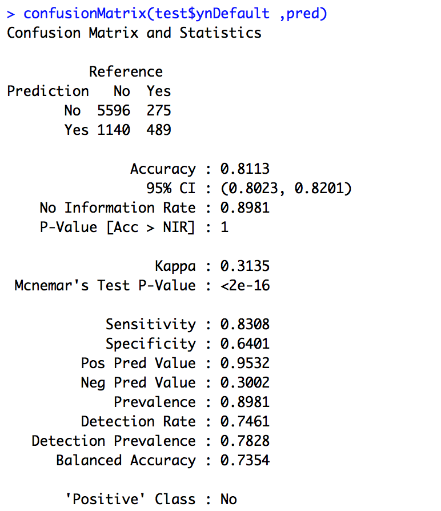 > confusionMatrix(test$ynDefault ,pred)
Confusion Matrix and Statistics
Reference
Prediction No Yes
No 5596 275
Yes 1140 489
Accuracy : 0.8113
95% CI : (0.8023, 0.8201)
No Information Rate : 0.8981
P-Value [Acc > NIR] : 1
Kappa : 0.3135
Mcnemar's Test P-Value : <2e-16
Sensitivity : 0.8308
Specificity : 0.6401
Pos Pred Value : 0.9532
Neg Pred Value : 0.3002
Prevalence : 0.8981
Detection Rate : 0.7461
Detection Prevalence : 0.7828
Balanced Accuracy : 0.7354
'Positive' Class : No